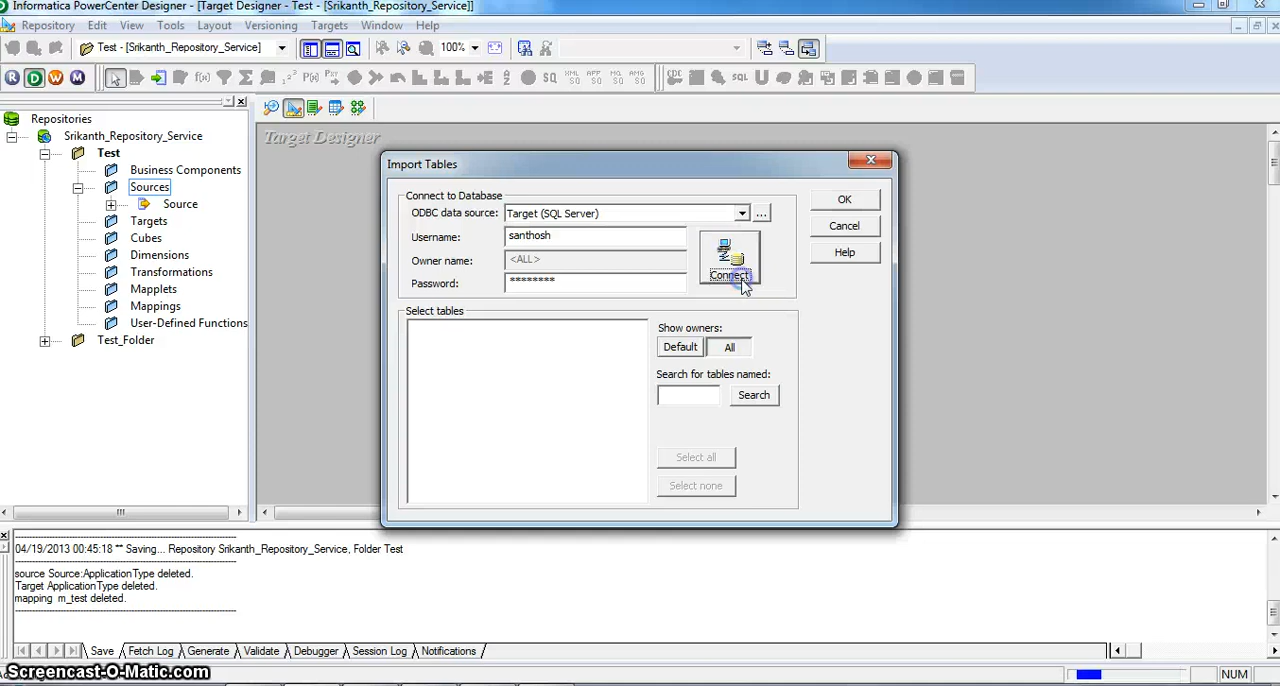 Informatica PowerCenter Designer - [Target Designer - Test - [Srikanth_Repository_Service]]
Repository Edit View Tools Layout Versioning Targets Window Help
Test - [Srikanth_Repository_Service] 100%
R D W M f(x) P(x) SQ SQL
Repositories
Srikanth_Repository_Service
Test
Business Components
Sources
Source
Targets
Cubes
Dimensions
Transformations
Mapplets
Mappings
User-Defined Functions
Test_Folder
Target Designer
Import Tables
Connect to Database
ODBC data source: Target (SQL Server) ...
Username: santhosh
Owner name: <ALL>
Password: ********
Connect
OK
Cancel
Help
Select tables
Show owners:
Default All
Search for tables named:
Search
Select all
Select none
04/19/2013 00:45:18 ** Saving... Repository Srikanth_Repository_Service, Folder Test
source Source:ApplicationType deleted.
Target ApplicationType deleted.
mapping m_test deleted.
Save Fetch Log Generate Validate Debugger Session Log Notifications
Screencast-O-Matic.com
NUM